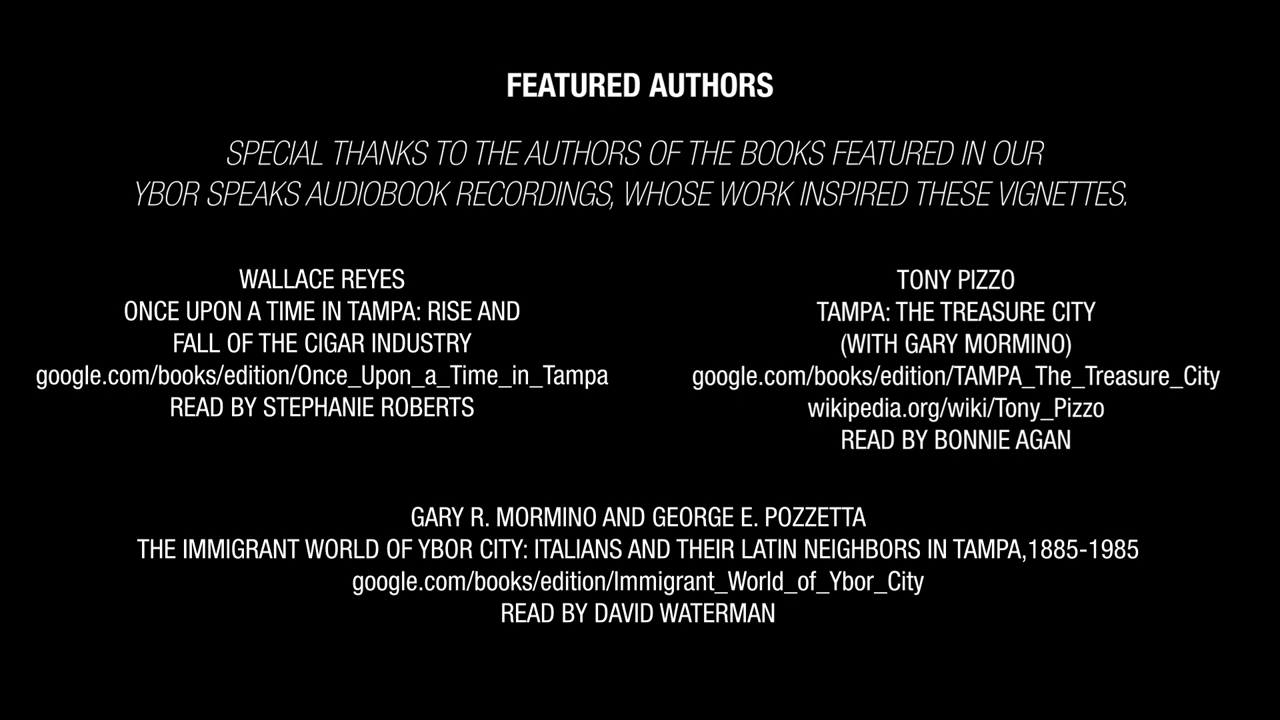 FEATURED AUTHORS
SPECIAL THANKS TO THE AUTHORS OF THE BOOKS FEATURED IN OUR
YBOR SPEAKS AUDIOBOOK RECORDINGS, WHOSE WORK INSPIRED THESE VIGNETTES.
WALLACE REYES
ONCE UPON A TIME IN TAMPA: RISE AND
FALL OF THE CIGAR INDUSTRY
google.com/books/edition/Once_Upon_a_Time_in_Tampa
READ BY STEPHANIE ROBERTS
TONY PIZZO
TAMPA: THE TREASURE CITY
(WITH GARY MORMINO)
google.com/books/edition/TAMPA_The_Treasure_City
wikipedia.org/wiki/Tony_Pizzo
READ BY BONNIE AGAN
GARY R. MORMINO AND GEORGE E. POZZETTA
THE IMMIGRANT WORLD OF YBOR CITY: ITALIANS AND THEIR LATIN NEIGHBORS IN TAMPA,1885-1985
google.com/books/edition/Immigrant_World_of_Ybor_City
READ BY DAVID WATERMAN